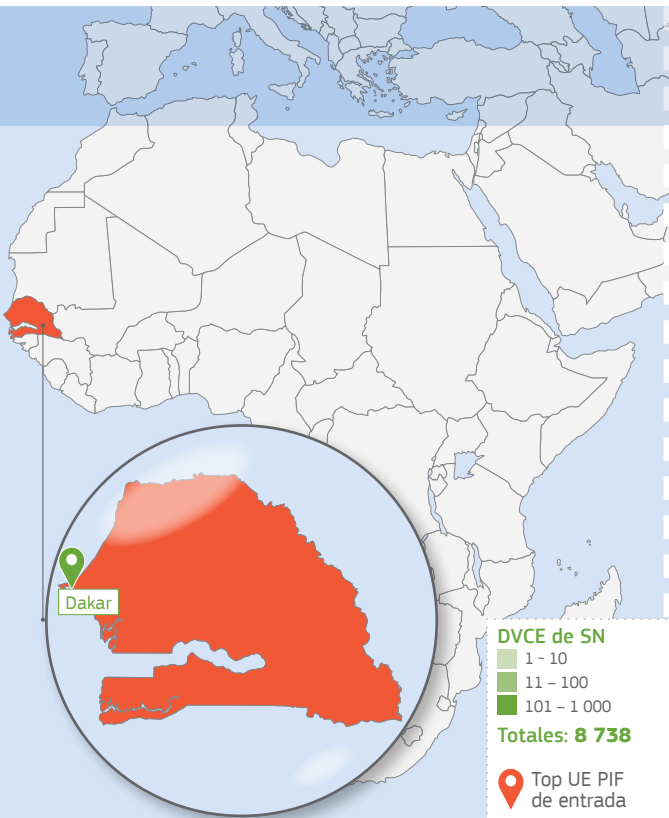 Dakar
DVCE de SN
1 - 10
11 – 100
101 – 1 000
Totales: 8 738
Top UE PIF
de entrada